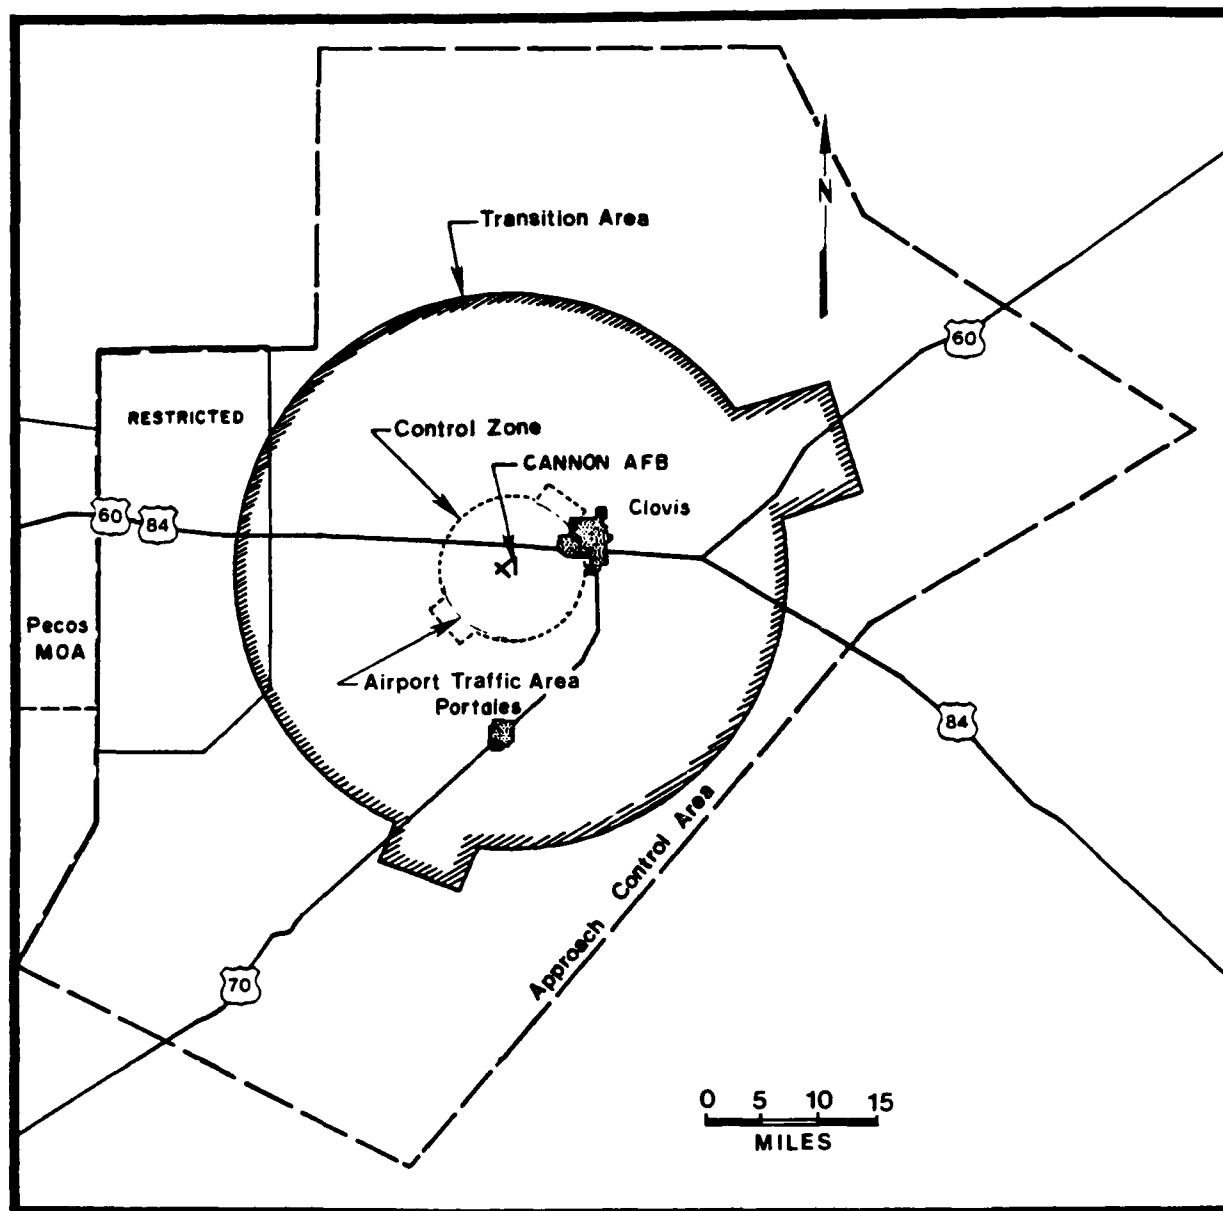 N
Transition Area
60
RESTRICTED
Control Zone
CANNON AFB
Clovis
60
84
Pecos
MOA
Airport Traffic Area
Portales
84
Approach Control Area
70
0 5 10 15
MILES